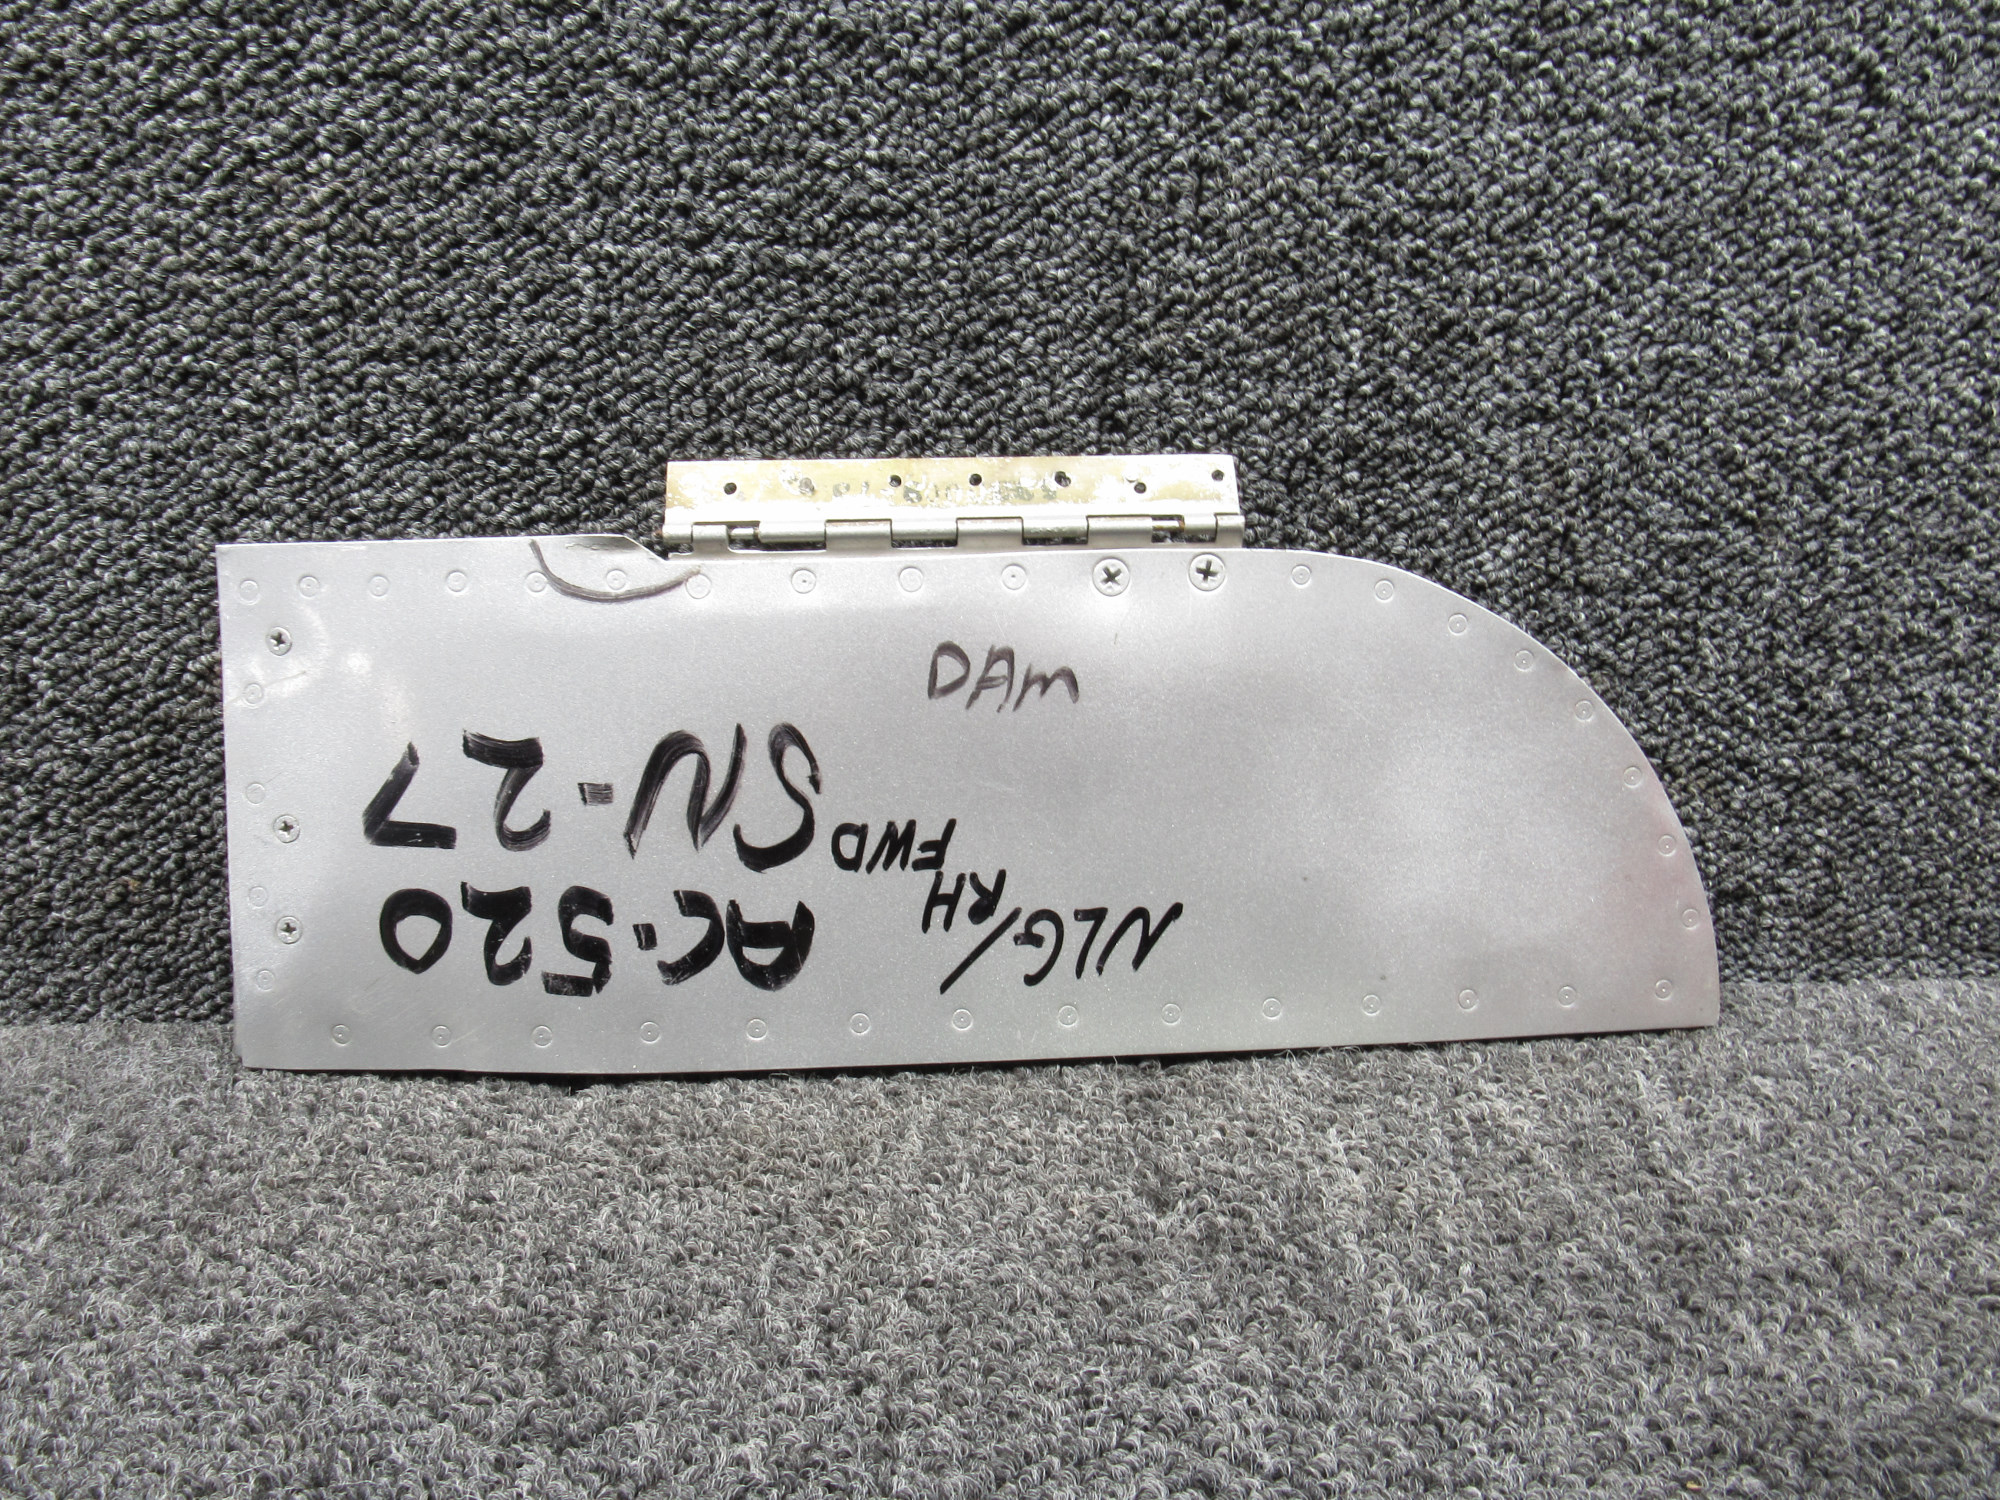 DAM
NLG/
RH
FWD
AC-520
SN-27